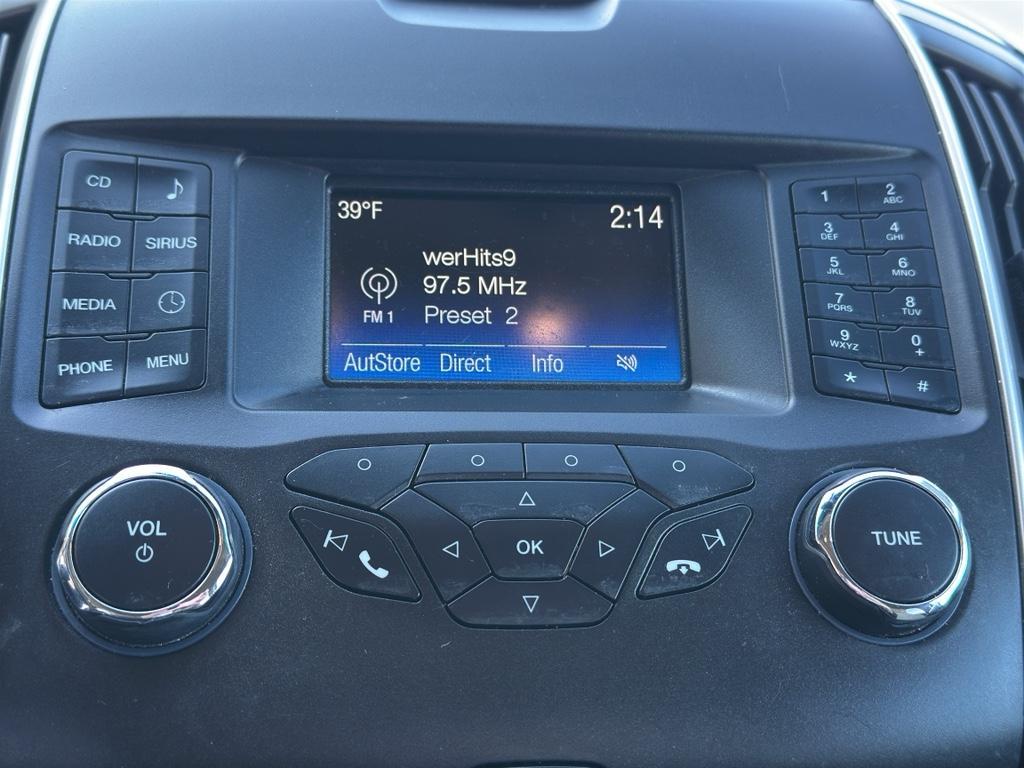 CD
RADIO SIRIUS
MEDIA
PHONE MENU
39°F 2:14
werHits9
97.5 MHz
FM 1 Preset 2
AutStore Direct Info
1 2 ABC
3 DEF 4 GHI
5 JKL 6 MNO
7 PQRS 8 TUV
9 WXYZ 0 +
* #
VOL
OK
TUNE